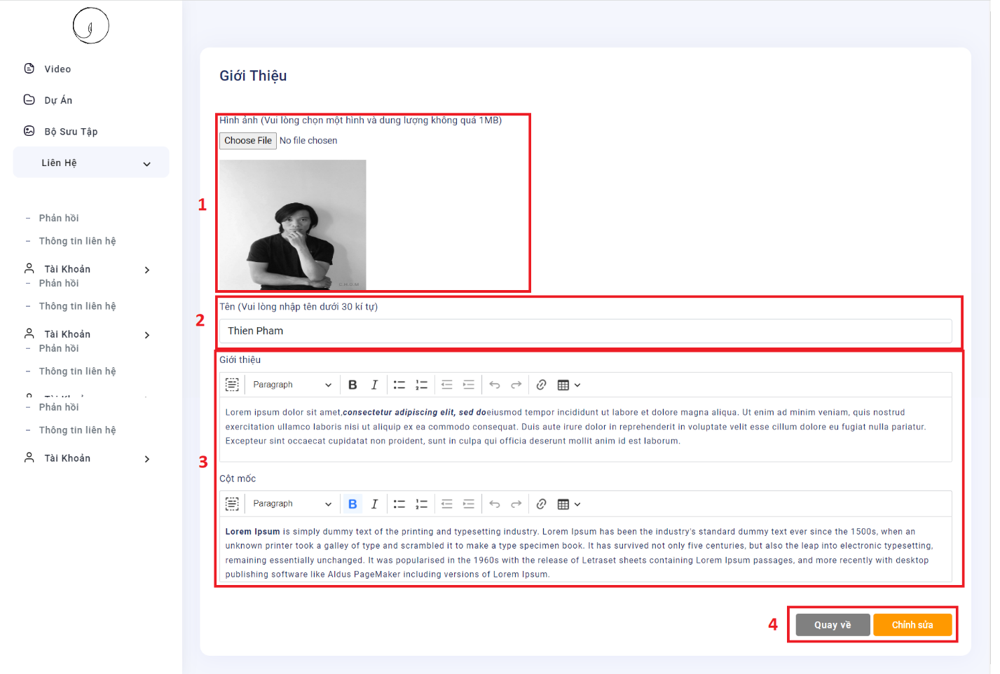 Video
Dự Án
Bộ Sưu Tập
Liên Hệ
– Phản hồi
– Thông tin liên hệ
Tài Khoản
– Phản hồi
– Thông tin liên hệ
Tài Khoản
– Phản hồi
– Thông tin liên hệ
– Phản hồi
– Thông tin liên hệ
Tài Khoản
Giới Thiệu
1
Hình ảnh (Vui lòng chọn một hình và dung lượng không quá 1MB)
Choose File No file chosen
2
Tên (Vui lòng nhập tên dưới 30 kí tự)
Thien Pham
3
Giới thiệu
Paragraph B I
Lorem ipsum dolor sit amet,consectetur adipiscing elit, sed doeiusmod tempor incididunt ut labore et dolore magna aliqua. Ut enim ad minim veniam, quis nostrud
exercitation ullamco laboris nisi ut aliquip ex ea commodo consequat. Duis aute irure dolor in reprehenderit in voluptate velit esse cillum dolore eu fugiat nulla pariatur.
Excepteur sint occaecat cupidatat non proident, sunt in culpa qui officia deserunt mollit anim id est laborum.
Cột mốc
Paragraph B I
Lorem Ipsum is simply dummy text of the printing and typesetting industry. Lorem Ipsum has been the industry's standard dummy text ever since the 1500s, when an
unknown printer took a galley of type and scrambled it to make a type specimen book. It has survived not only five centuries, but also the leap into electronic typesetting,
remaining essentially unchanged. It was popularised in the 1960s with the release of Letraset sheets containing Lorem Ipsum passages, and more recently with desktop
publishing software like Aldus PageMaker including versions of Lorem Ipsum.
4
Quay về
Chỉnh sửa